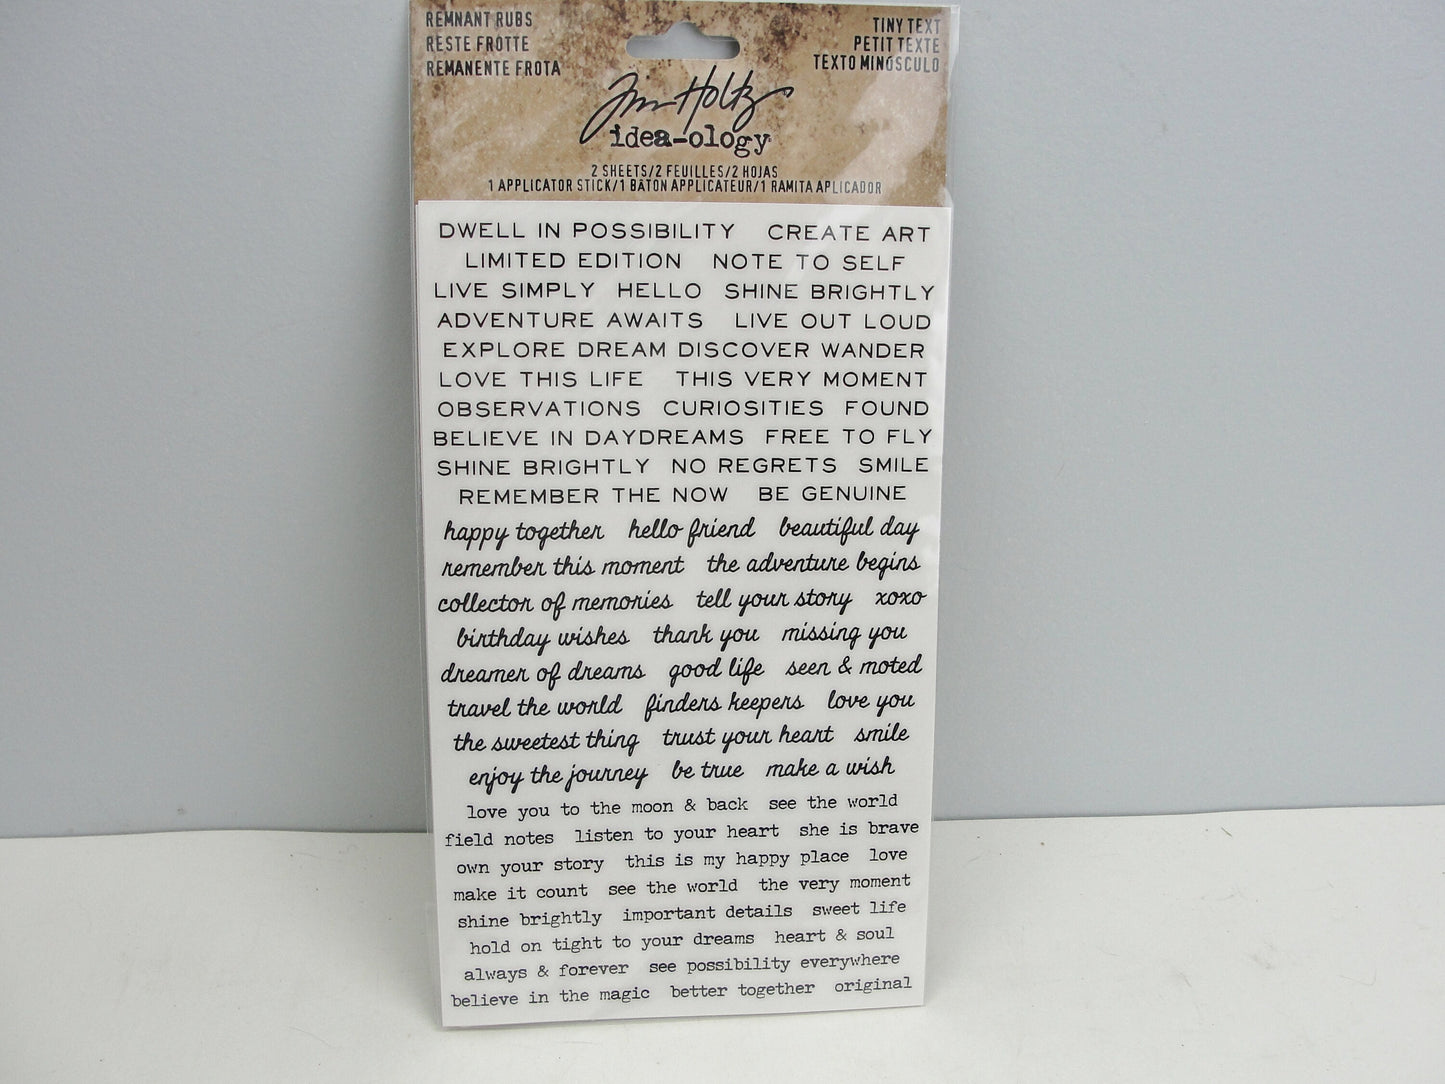 REMNANT RUBS
RESTE FROTTE
REMANENTE FROTA
TINY TEXT
PETIT TEXTE
TEXTO MINÓSCULO
Tim Holtz
idea-ology
2 SHEETS/2 FEUILLES/2 HOJAS
1 APPLICATOR STICK/1 BÂTON APPLICATEUR/1 RAMITA APLICADOR
DWELL IN POSSIBILITY CREATE ART
LIMITED EDITION NOTE TO SELF
LIVE SIMPLY HELLO SHINE BRIGHTLY
ADVENTURE AWAITS LIVE OUT LOUD
EXPLORE DREAM DISCOVER WANDER
LOVE THIS LIFE THIS VERY MOMENT
OBSERVATIONS CURIOSITIES FOUND
BELIEVE IN DAYDREAMS FREE TO FLY
SHINE BRIGHTLY NO REGRETS SMILE
REMEMBER THE NOW BE GENUINE
happy together hello friend beautiful day
remember this moment the adventure begins
collector of memories tell your story xoxo
birthday wishes thank you missing you
dreamer of dreams good life seen & noted
travel the world finders keepers love you
the sweetest thing trust your heart smile
enjoy the journey be true make a wish
love you to the moon & back see the world
field notes listen to your heart she is brave
own your story this is my happy place love
make it count see the world the very moment
shine brightly important details sweet life
hold on tight to your dreams heart & soul
always & forever see possibility everywhere
believe in the magic better together original